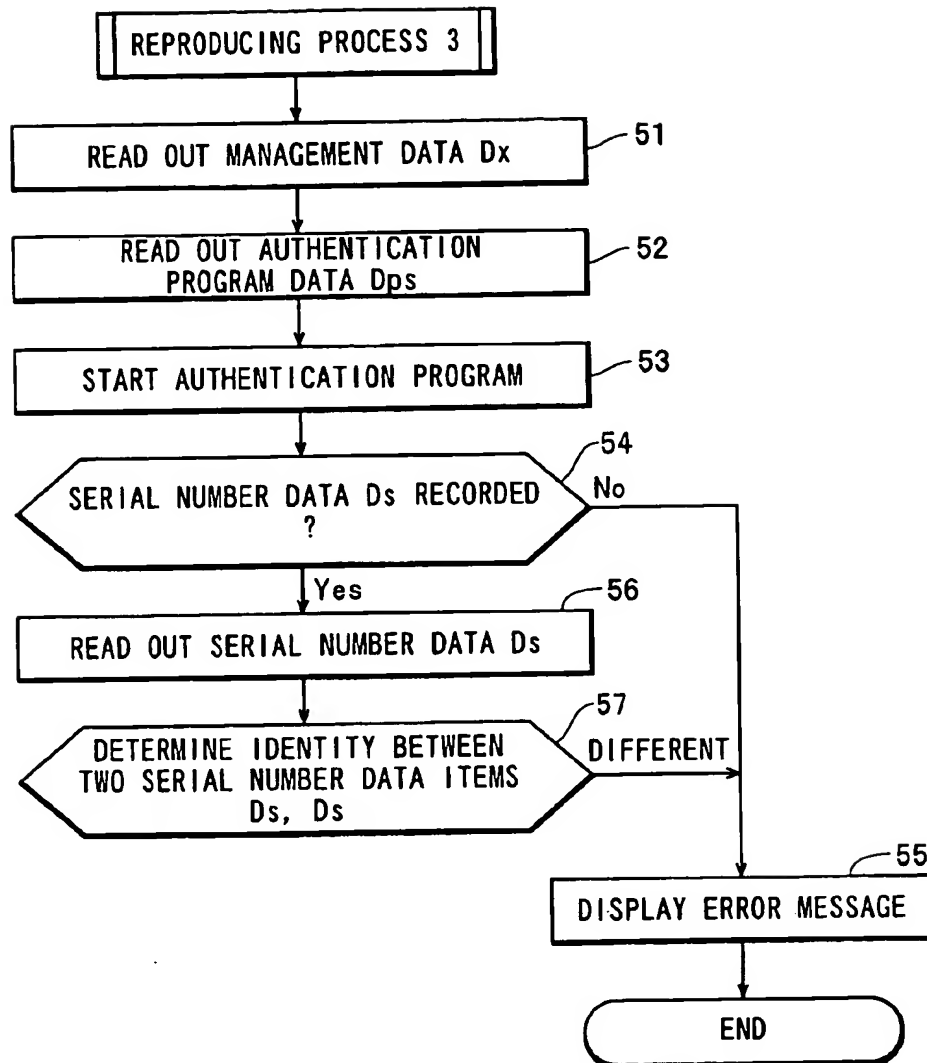 REPRODUCING PROCESS 3
51
READ OUT MANAGEMENT DATA Dx
52
READ OUT AUTHENTICATION
PROGRAM DATA Dps
53
START AUTHENTICATION PROGRAM
54
SERIAL NUMBER DATA Ds RECORDED
?
No
Yes
56
READ OUT SERIAL NUMBER DATA Ds
57
DETERMINE IDENTITY BETWEEN
TWO SERIAL NUMBER DATA ITEMS
Ds, Ds
DIFFERENT
55
DISPLAY ERROR MESSAGE
END